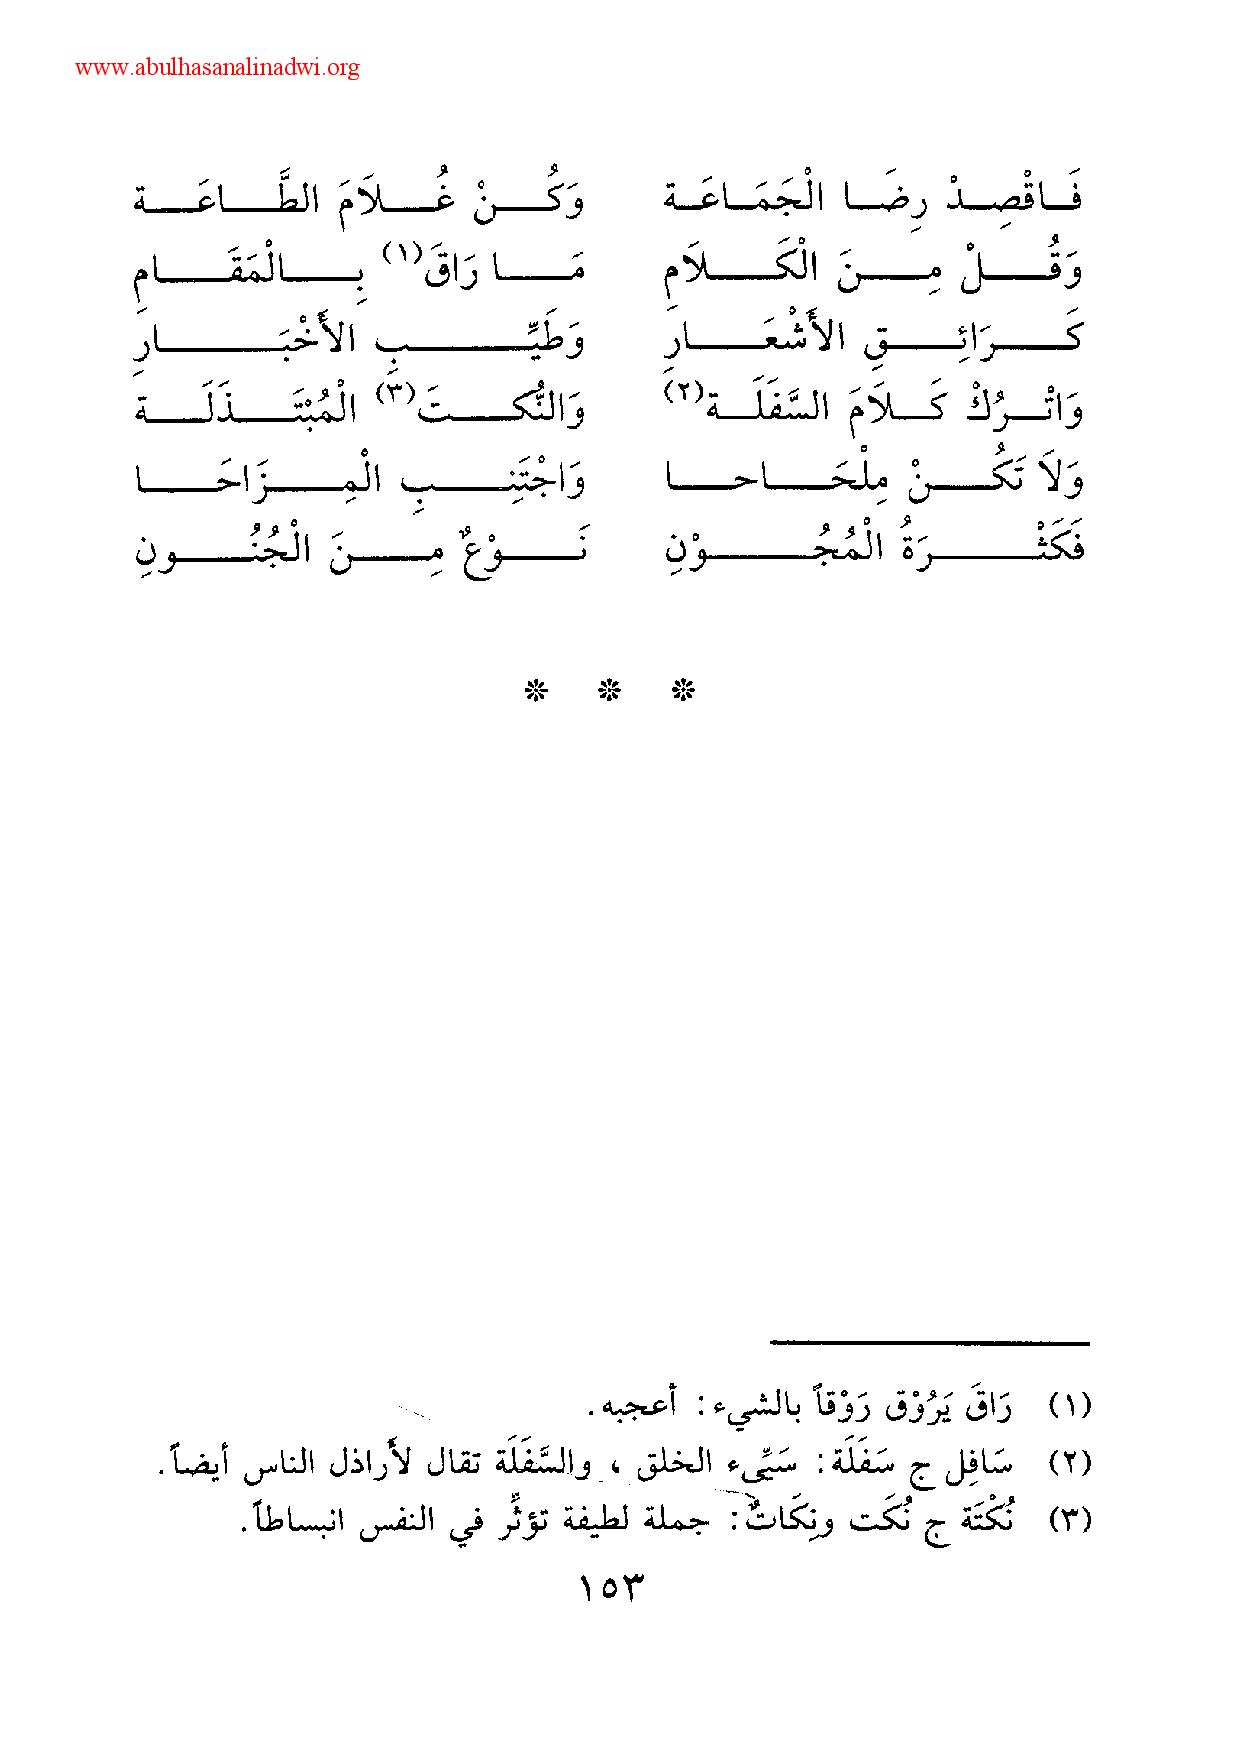 www.abulhasanalinadwi.org
فَاقْصِدْ رِضَا الْجَمَاعَة وَكُنْ غُلاَمَ الطَّاعَة
وَقُلْ مِنَ الْكَلاَمِ مَا رَاقَ(١) بِالْمَقَامِ
كَرَائِقِ الأَشْعَارِ وَطَيِّبِ الأَخْبَارِ
وَاتْرُكْ كَلاَمَ السَّفَلَة(٢) وَالنُّكَتَ(٣) الْمُبْتَذَلَة
وَلاَ تَكُنْ مِلْحَاحا وَاجْتَنِبِ الْمِزَاحَا
فَكَثْرَةُ الْمُجُوْنِ نَوْعٌ مِنَ الْجُنُونِ
* * *
(١) رَاقَ يَرُوْق رَوْقاً بالشيء : أعجبه .
(٢) سَافِل ج سَفَلَة : سَيِّىء الخلق ، والسَّفَلَة تقال لأَراذل الناس أيضاً .
(٣) نُكْتَة ج نُكَت ونِكَاتٌ : جملة لطيفة تؤثِّر في النفس انبساطاً .
١٥٣